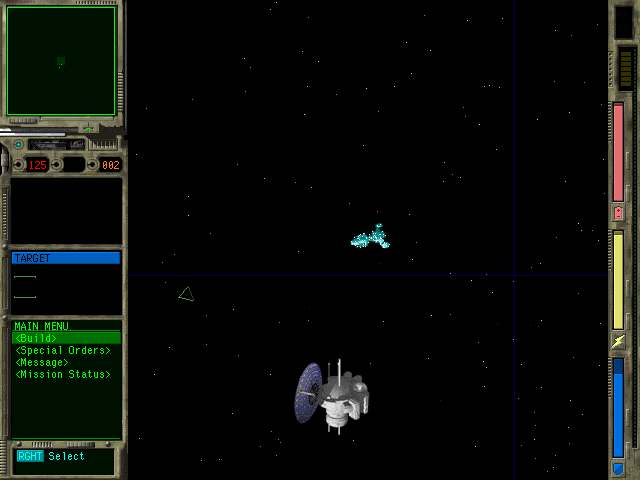 125 002
TARGET
MAIN MENU
<Build>
<Special Orders>
<Message>
<Mission Status>
RGHT Select